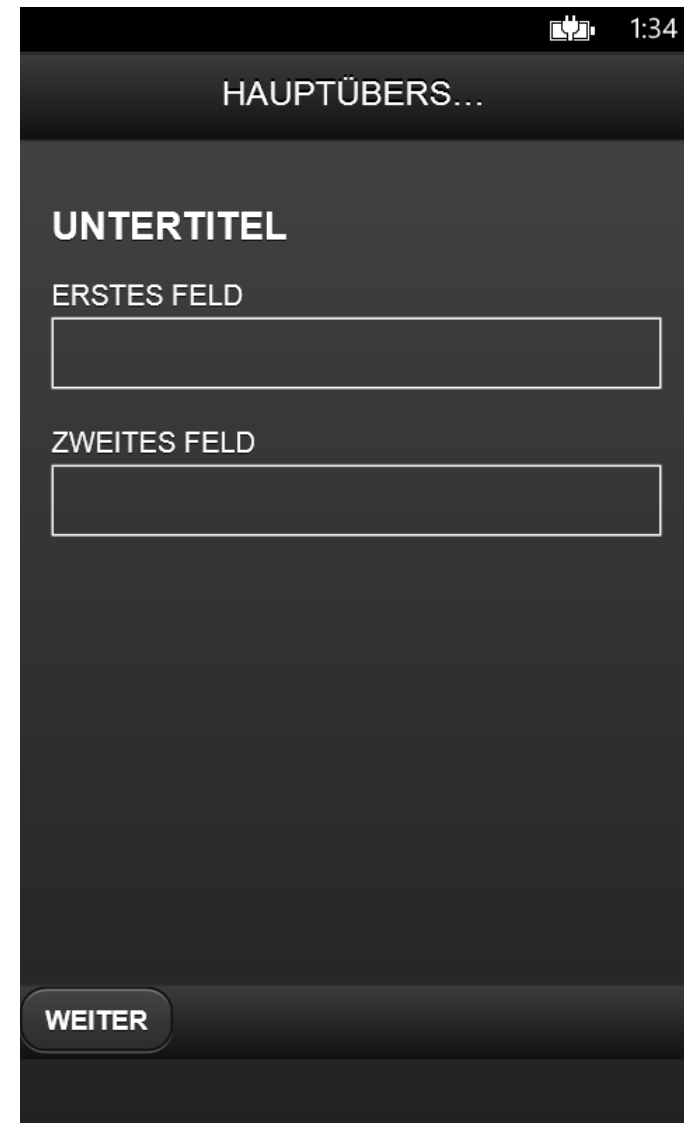 1:34
HAUPTÜBERS...
UNTERTITEL
ERSTES FELD
ZWEITES FELD
WEITER